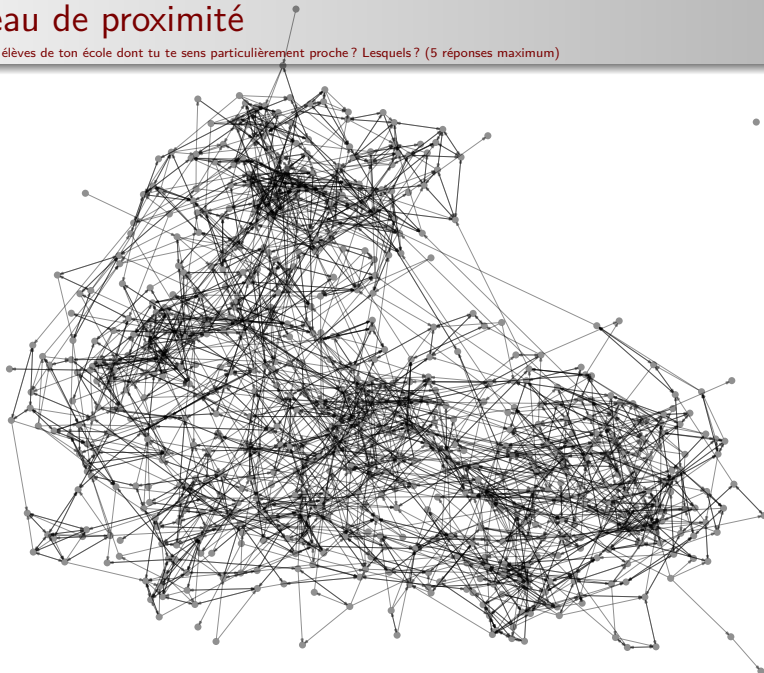 eau de proximité
élèves de ton école dont tu te sens particulièrement proche ? Lesquels ? (5 réponses maximum)